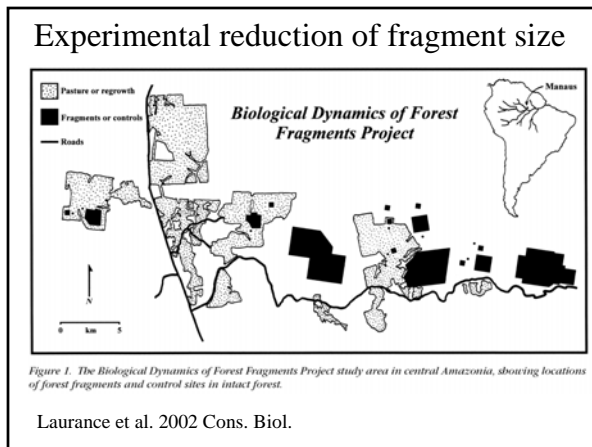 Experimental reduction of fragment size
Pasture or regrowth
Fragments or controls
Roads
Biological Dynamics of Forest
Fragments Project
Manaus
N
0 km 5
Figure 1. The Biological Dynamics of Forest Fragments Project study area in central Amazonia, showing locations
of forest fragments and control sites in intact forest.
Laurance et al. 2002 Cons. Biol.